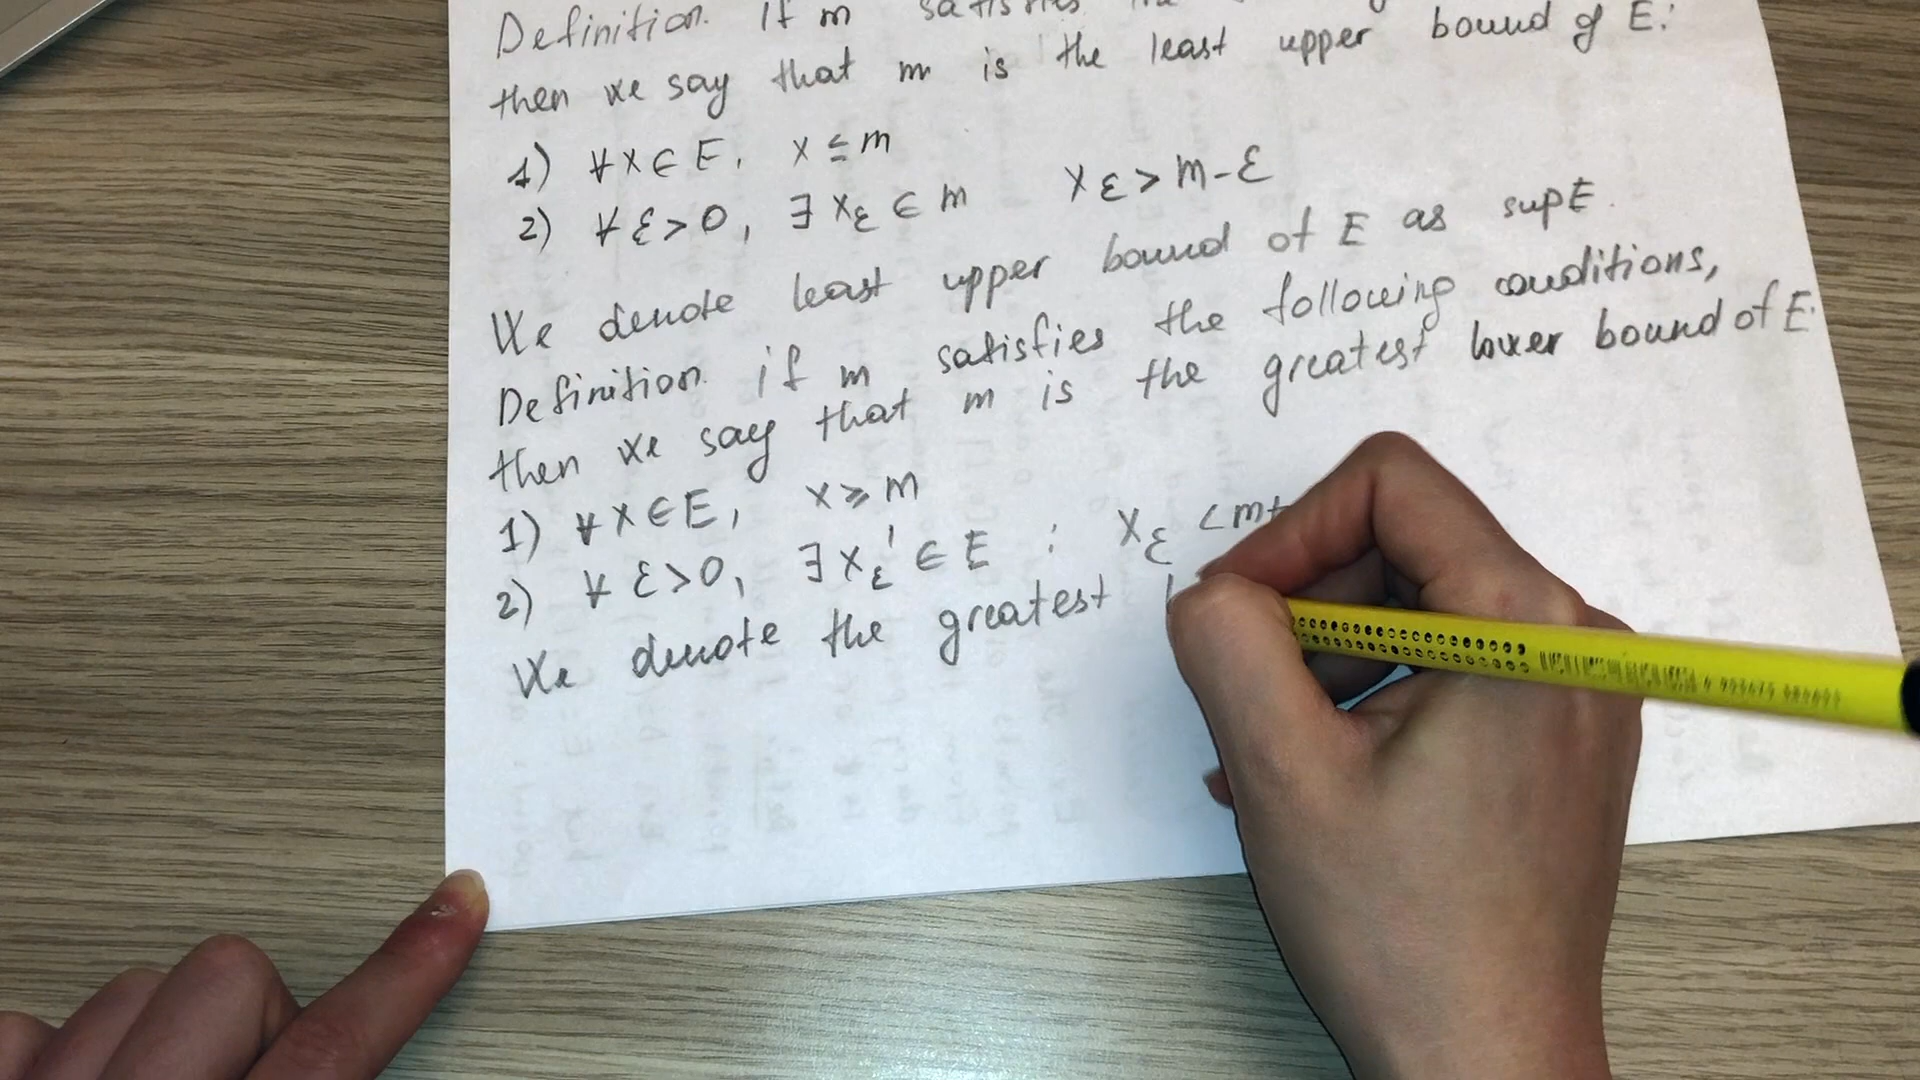 Definition. If m satisfies
then we say that m is the least upper bound of E:
1) ∀x∈E, x≤m
2) ∀ε>0, ∃xε∈m xε>m-ε
We denote least upper bound of E as supE.
Definition. if m satisfies the following conditions,
then we say that m is the greatest lower bound of E:
1) ∀x∈E, x≥m
2) ∀ε>0, ∃xε'∈E : xε<m+
We denote the greatest